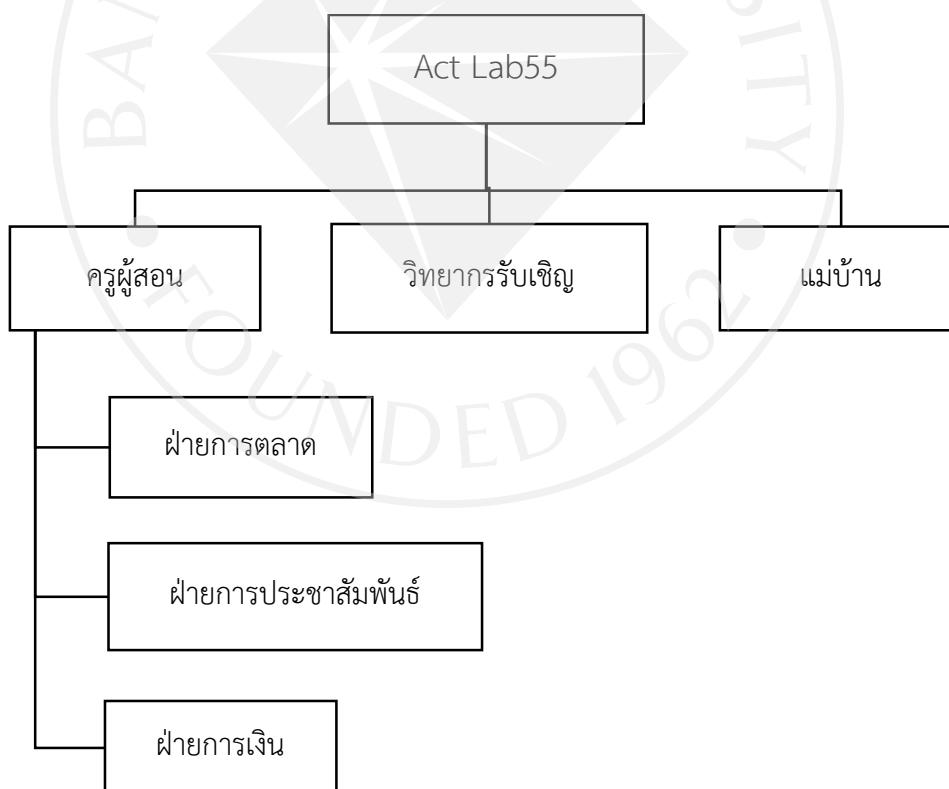 Act Lab55
ครูผู้สอน
วิทยากรรับเชิญ
แม่บ้าน
ฝ่ายการตลาด
ฝ่ายการประชาสัมพันธ์
ฝ่ายการเงิน
FOUNDED 1962